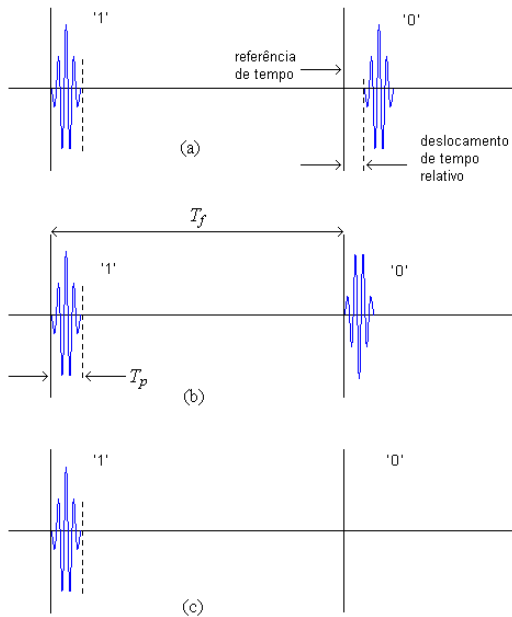 '1'
'0'
referência
de tempo
(a)
deslocamento
de tempo
relativo
T_f
'1'
'0'
T_p
(b)
'1'
'0'
(c)